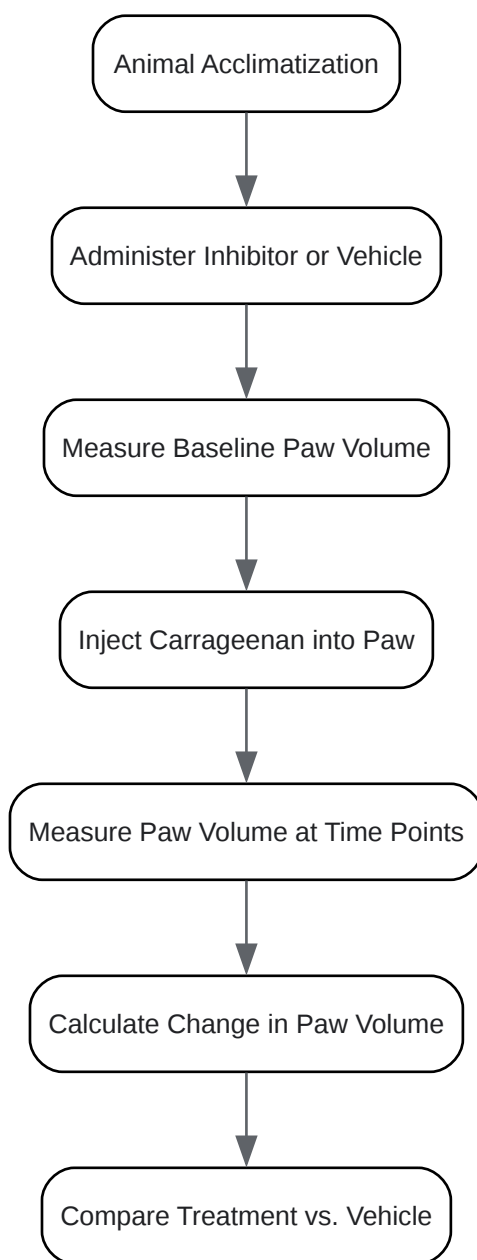 Animal Acclimatization
Administer Inhibitor or Vehicle
Measure Baseline Paw Volume
Inject Carrageenan into Paw
Measure Paw Volume at Time Points
Calculate Change in Paw Volume
Compare Treatment vs. Vehicle